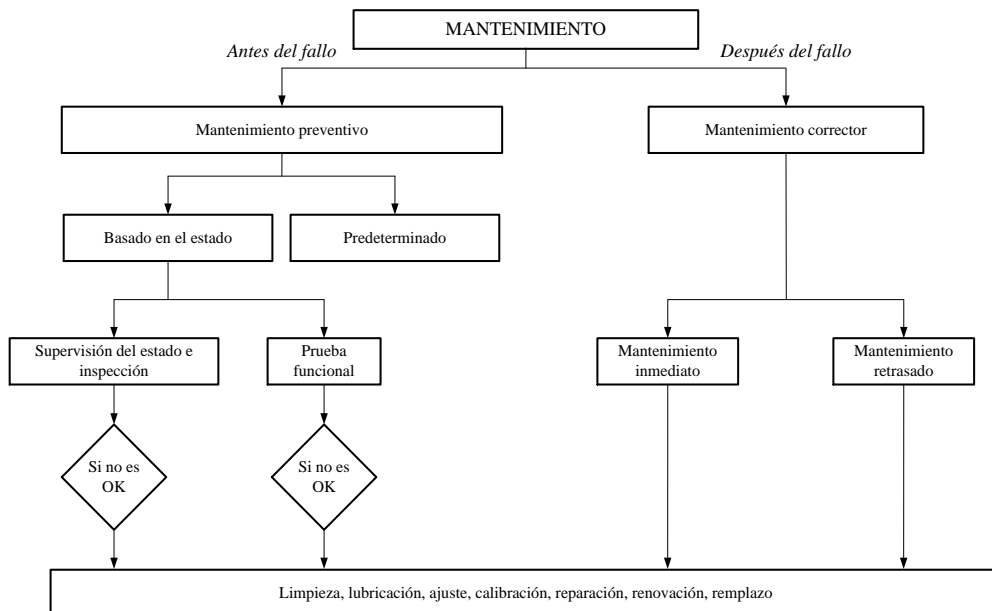 MANTENIMIENTO
Antes del fallo
Después del fallo
Mantenimiento preventivo
Mantenimiento corrector
Basado en el estado
Predeterminado
Supervisión del estado e
inspección
Prueba
funcional
Mantenimiento
inmediato
Mantenimiento
retrasado
Si no es
OK
Si no es
OK
Limpieza, lubricación, ajuste, calibración, reparación, renovación, remplazo